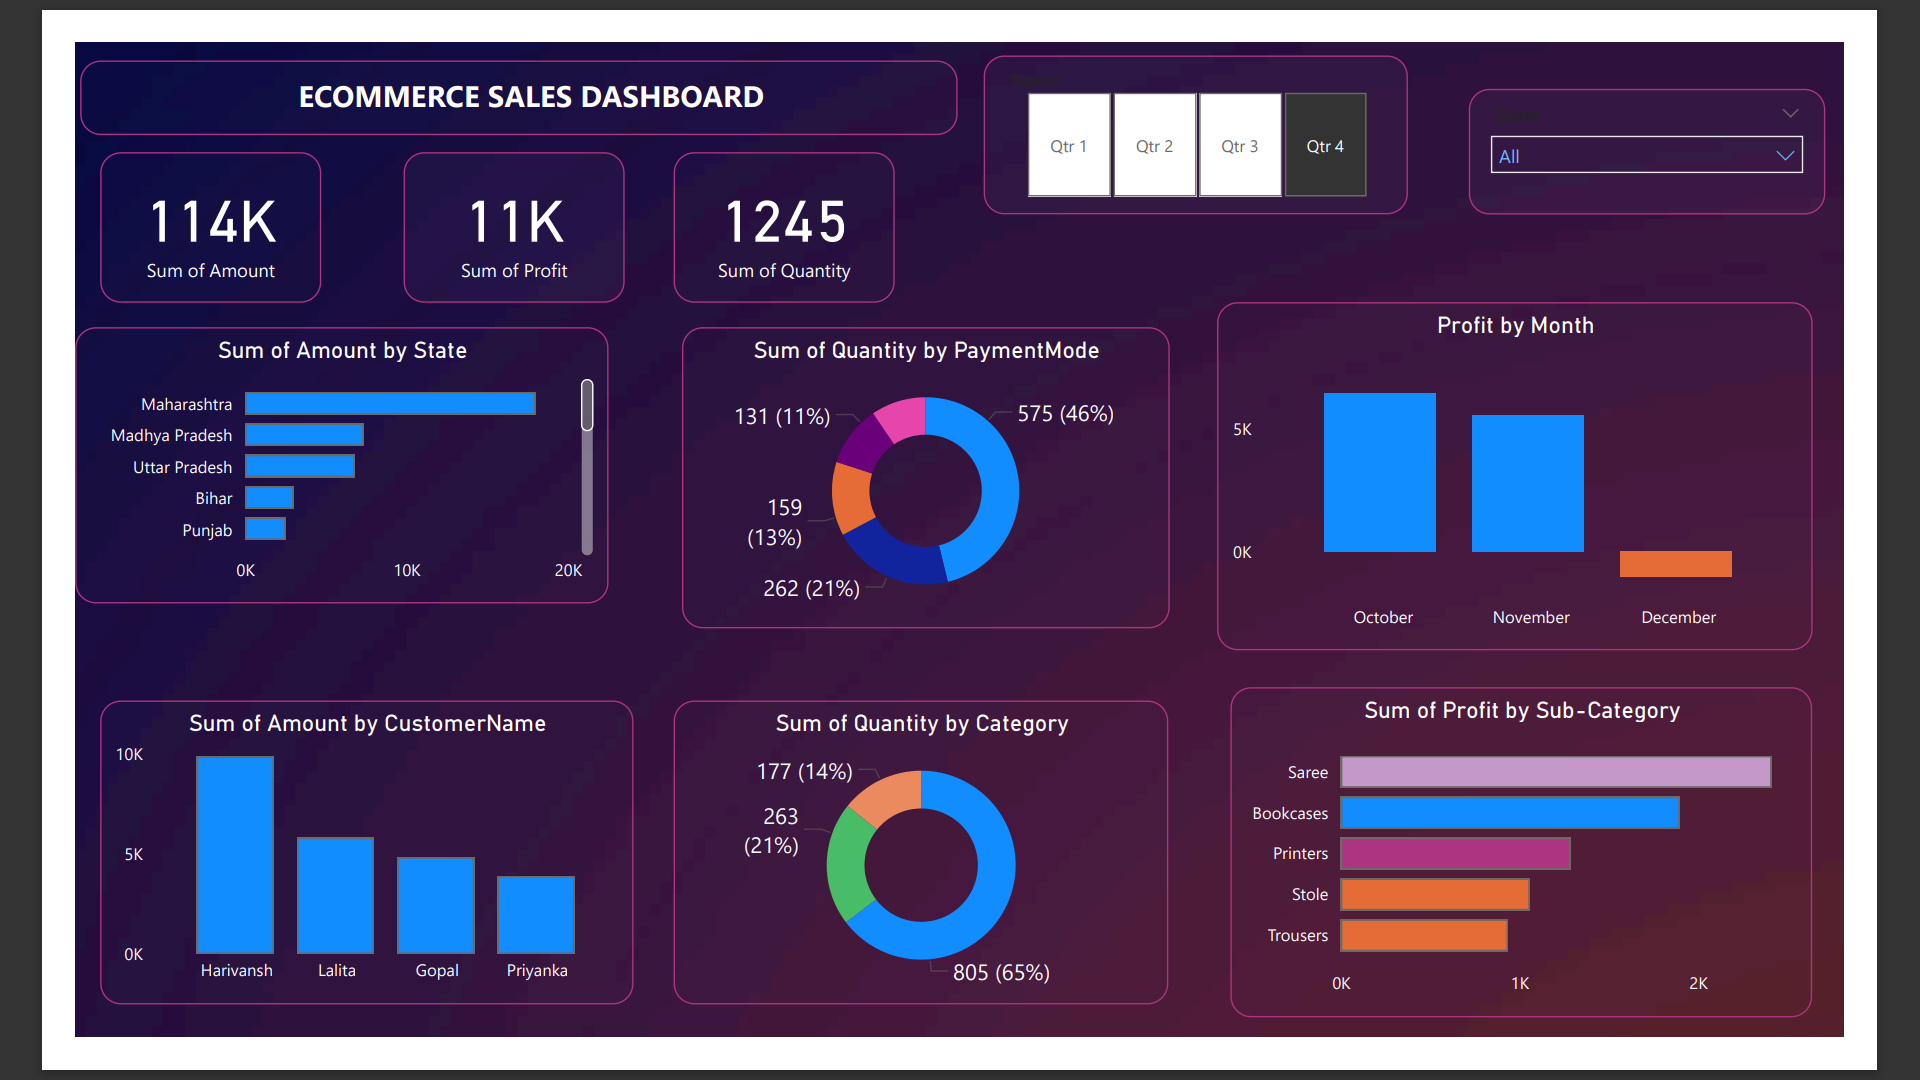 ECOMMERCE SALES DASHBOARD
Qtr 1
Qtr 2
Qtr 3
Qtr 4
All
114K
Sum of Amount
11K
Sum of Profit
1245
Sum of Quantity
Sum of Amount by State
Maharashtra
Madhya Pradesh
Uttar Pradesh
Bihar
Punjab
0K
10K
20K
Sum of Quantity by PaymentMode
131 (11%)
575 (46%)
159
(13%)
262 (21%)
Profit by Month
5K
0K
October
November
December
Sum of Amount by CustomerName
10K
5K
0K
Harivansh
Lalita
Gopal
Priyanka
Sum of Quantity by Category
177 (14%)
263
(21%)
805 (65%)
Sum of Profit by Sub-Category
Saree
Bookcases
Printers
Stole
Trousers
0K
1K
2K